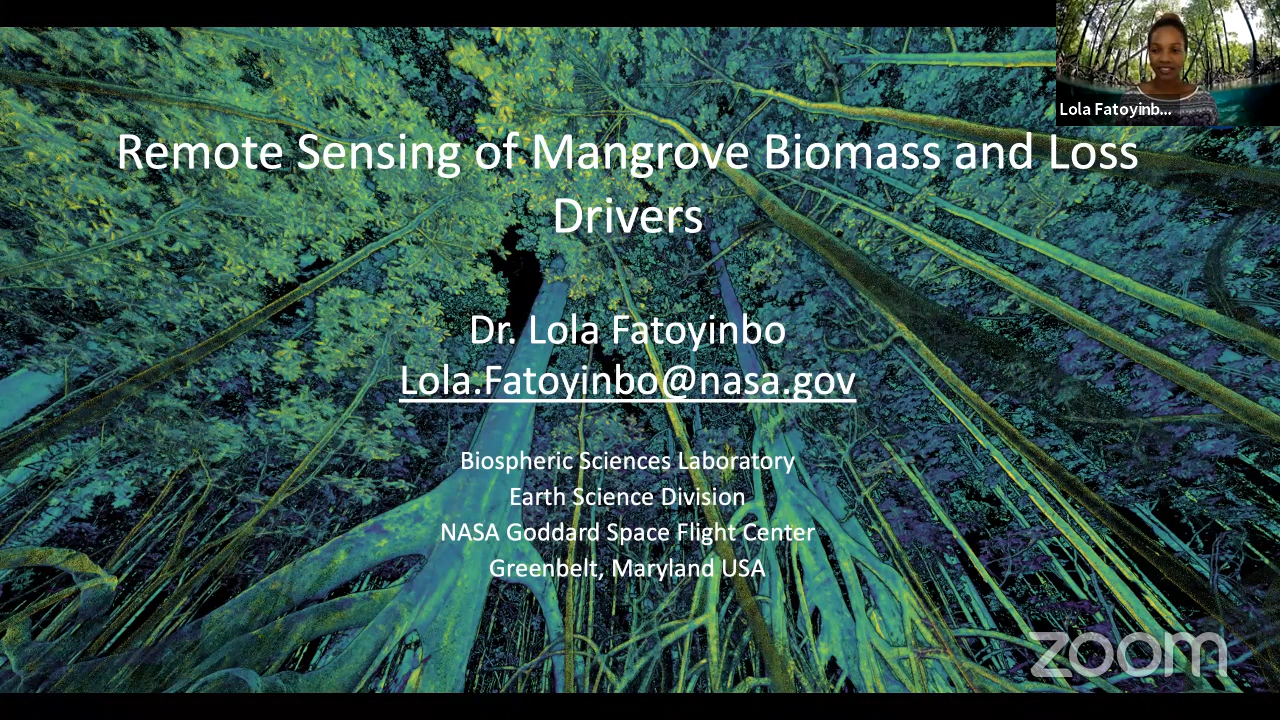 Lola Fatoyinb...
Remote Sensing of Mangrove Biomass and Loss
Drivers
Dr. Lola Fatoyinbo
Lola.Fatoyinbo@nasa.gov
Biospheric Sciences Laboratory
Earth Science Division
NASA Goddard Space Flight Center
Greenbelt, Maryland USA
zoom